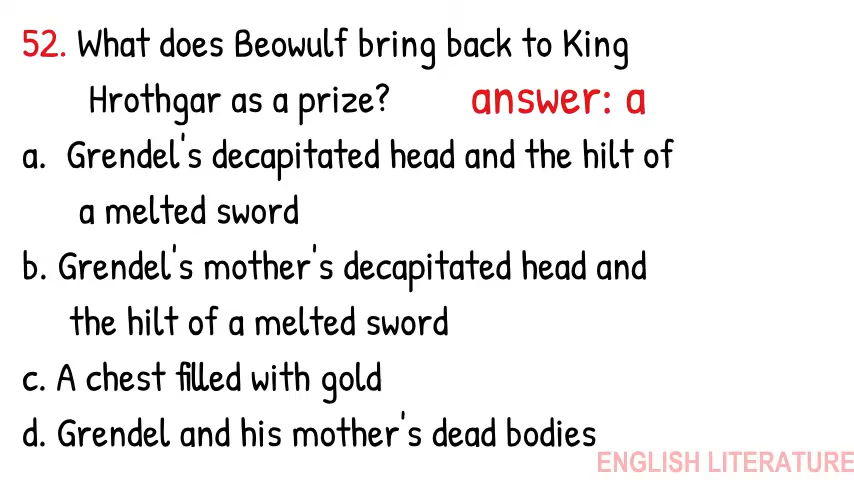 52. What does Beowulf bring back to King
Hrothgar as a prize? answer: a
a. Grendel's decapitated head and the hilt of
a melted sword
b. Grendel's mother's decapitated head and
the hilt of a melted sword
c. A chest filled with gold
d. Grendel and his mother's dead bodies
ENGLISH LITERATURE